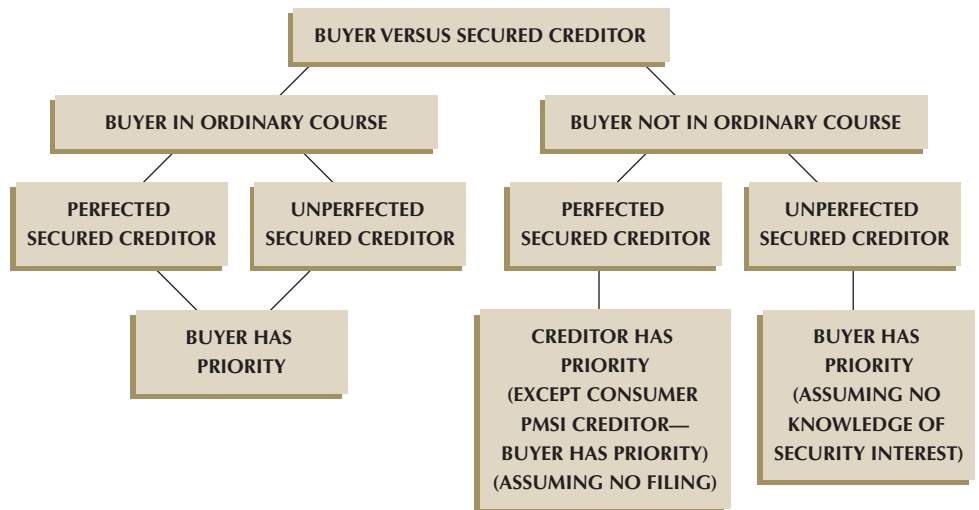 BUYER VERSUS SECURED CREDITOR
BUYER IN ORDINARY COURSE
BUYER NOT IN ORDINARY COURSE
PERFECTED
SECURED CREDITOR
UNPERFECTED
SECURED CREDITOR
PERFECTED
SECURED CREDITOR
UNPERFECTED
SECURED CREDITOR
BUYER HAS
PRIORITY
CREDITOR HAS
PRIORITY
(EXCEPT CONSUMER
PMSI CREDITOR—
BUYER HAS PRIORITY)
(ASSUMING NO FILING)
BUYER HAS
PRIORITY
(ASSUMING NO
KNOWLEDGE OF
SECURITY INTEREST)